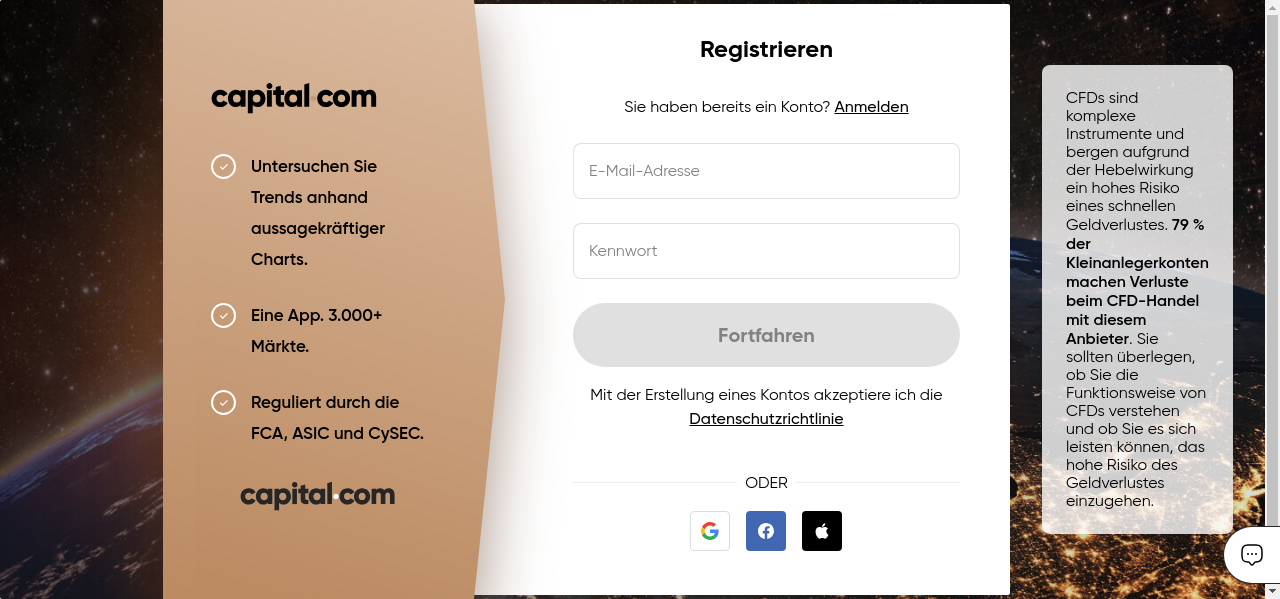 capital.com
Untersuchen Sie
Trends anhand
aussagekräftiger
Charts.
Eine App. 3.000+
Märkte.
Reguliert durch die
FCA, ASIC und CySEC.
capital.com
Registrieren
Sie haben bereits ein Konto? Anmelden
E-Mail-Adresse
Kennwort
Fortfahren
Mit der Erstellung eines Kontos akzeptiere ich die
Datenschutzrichtlinie
ODER
CFDs sind
komplexe
Instrumente und
bergen aufgrund
der Hebelwirkung
ein hohes Risiko
eines schnellen
Geldverlustes. 79 %
der
Kleinanlegerkonten
machen Verluste
beim CFD-Handel
mit diesem
Anbieter. Sie
sollten überlegen,
ob Sie die
Funktionsweise von
CFDs verstehen
und ob Sie es sich
leisten können, das
hohe Risiko des
Geldverlustes
einzugehen.